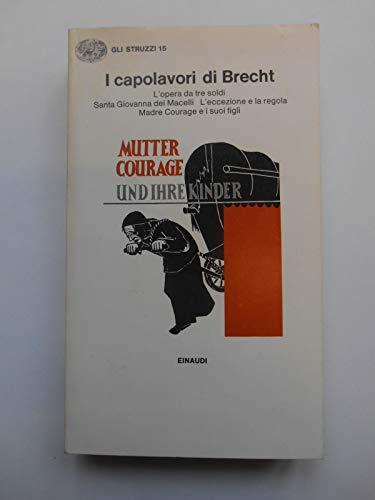 GLI STRUZZI 15
I capolavori di Brecht
L'opera da tre soldi
Santa Giovanna dei Macelli L'eccezione e la regola
Madre Courage e i suoi figli
MUTTER
COURAGE
UND IHRE KINDER
EINAUDI